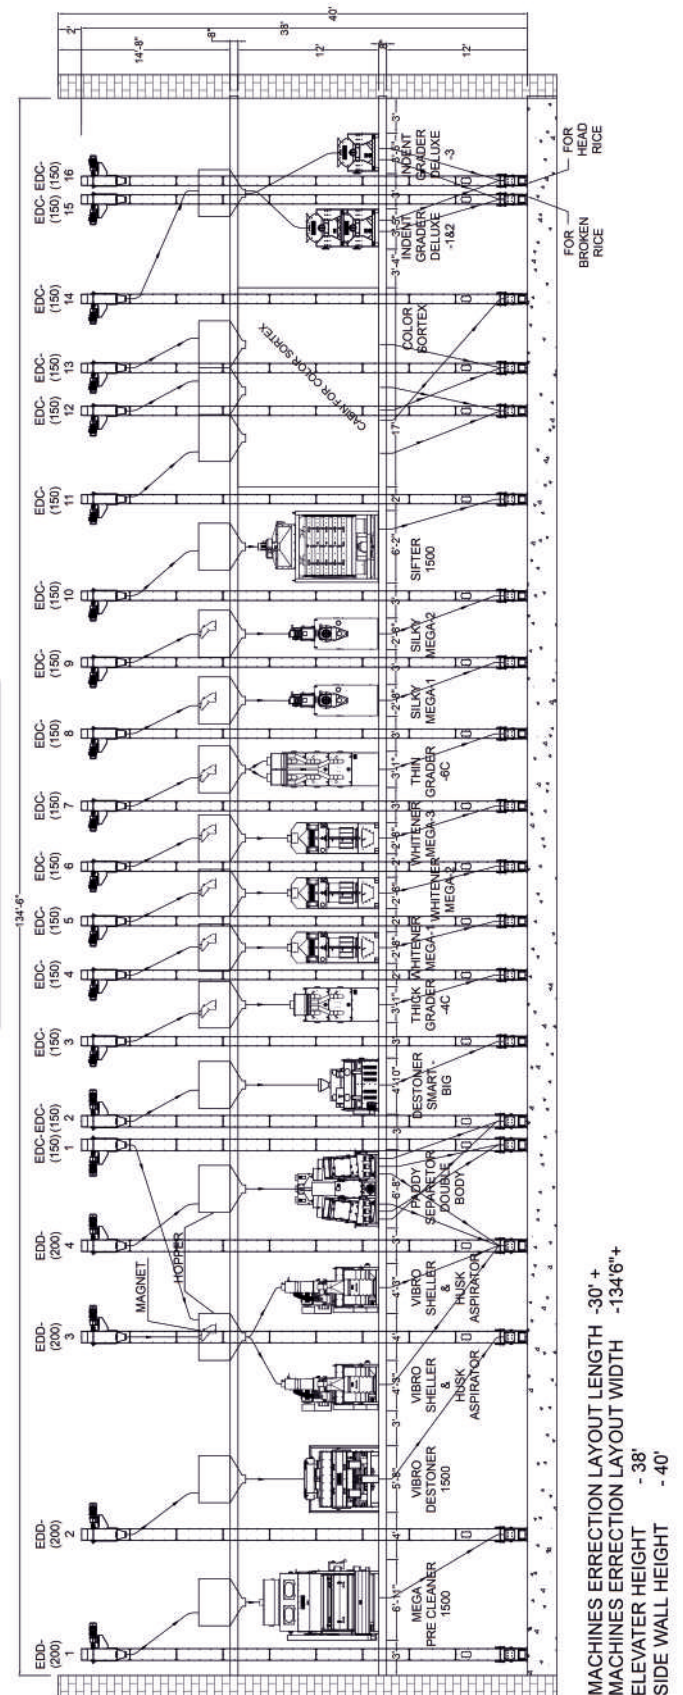 134'-6"
EDD-
(200)
1
EDD-
(200)
2
EDD-
(200)
3
EDD-
(200)
4
EDC-
(150)
1
EDC-
(150)
2
EDC-
(150)
3
EDC-
(150)
4
EDC-
(150)
5
EDC-
(150)
6
EDC-
(150)
7
EDC-
(150)
8
EDC-
(150)
9
EDC-
(150)
10
EDC-
(150)
11
EDC-
(150)
12
EDC-
(150)
13
EDC-
(150)
14
EDC-
(150)
15
EDC-
(150)
16
2'
14'-8"
-8"
38'
40'
12'
8"
12'
MAGNET
HOPPER
CABIN FOR COLOR SORTEX
3'
6'-11"
4'
5'-8"
3'
4'-3"
4'
4'-3"
3'
6'-8"
3
4'-10"
3'
3'-1"
2'
2'-8"
2'
2'-8"
2'
2'-8"
3'
3'-1"
3'
2'-8"
3'
2'-8"
3'
6'-2"
2'
17'
3'-4"
3'
3'
MEGA
PRE CLEANER
1500
VIBRO
DESTONER
1500
VIBRO
SHELLER
&
HUSK
ASPIRATOR
VIBRO
SHELLER
&
HUSK
ASPIRATOR
PADDY
SEPARETOR
DOUBLE
BODY
DESTONER
SMART -
BIG
THICK
GRADER
-4C
WHITENER
MEGA-1
WHITENER
MEGA-2
WHITENER
MEGA-3
THIN
GRADER
-6C
SILKY
MEGA-1
SILKY
MEGA-2
SIFTER
1500
COLOR
SORTEX
INDENT
GRADER
DELUXE
-1&2
INDENT
GRADER
DELUXE
-3
FOR
BROKEN
RICE
FOR
HEAD
RICE
MACHINES ERRECTION LAYOUT LENGTH -30' +
MACHINES ERRECTION LAYOUT WIDTH -134'6"+
ELEVATER HEIGHT - 38'
SIDE WALL HEIGHT - 40'